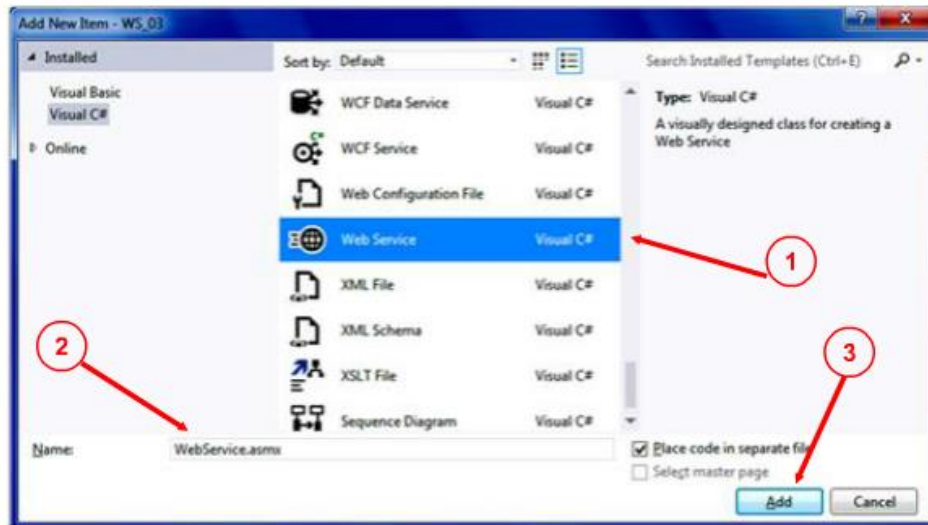 Add New Item - WS_03
Installed
Sort by: Default
Search Installed Templates (Ctrl+E)
Visual Basic
Visual C#
Online
WCF Data Service Visual C#
WCF Service Visual C#
Web Configuration File Visual C#
Web Service Visual C#
XML File Visual C#
XML Schema Visual C#
XSLT File Visual C#
Sequence Diagram Visual C#
Type: Visual C#
A visually designed class for creating a
Web Service
1
2
3
Name: WebService.asmx
Place code in separate file
Select master page
Add Cancel